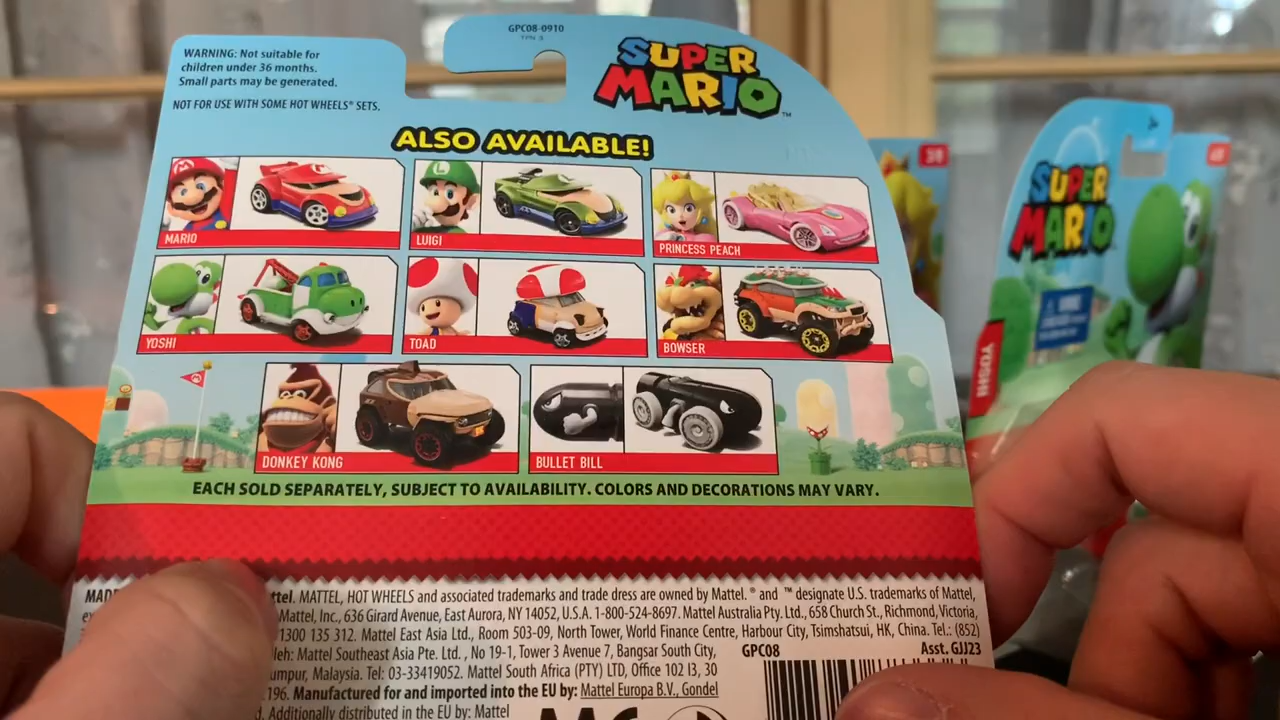 GPC08-0910
WARNING: Not suitable for
children under 36 months.
Small parts may be generated.
NOT FOR USE WITH SOME HOT WHEELS® SETS.
SUPER
MARIO™
ALSO AVAILABLE!
MARIO
LUIGI
PRINCESS PEACH
YOSHI
TOAD
BOWSER
DONKEY KONG
BULLET BILL
EACH SOLD SEPARATELY, SUBJECT TO AVAILABILITY. COLORS AND DECORATIONS MAY VARY.
MATTEL, HOT WHEELS and associated trademarks and trade dress are owned by Mattel. ® and ™ designate U.S. trademarks of Mattel,
Mattel, Inc., 636 Girard Avenue, East Aurora, NY 14052, U.S.A. 1-800-524-8697. Mattel Australia Pty. Ltd., 658 Church St., Richmond, Victoria,
1300 135 312. Mattel East Asia Ltd., Room 503-09, North Tower, World Finance Centre, Harbour City, Tsimshatsui, HK, China. Tel.: (852)
Mattel Southeast Asia Pte. Ltd., No 19-1, Tower 3 Avenue 7, Bangsar South City,
Malaysia. Tel: 03-33419052. Mattel South Africa (PTY) LTD, Office 102 I3, 30
196. Manufactured for and imported into the EU by: Mattel Europa B.V., Gondel
Additionally distributed in the EU by: Mattel
GPC08
Asst. GJJ23
SUPER
MARIO
YOSHI